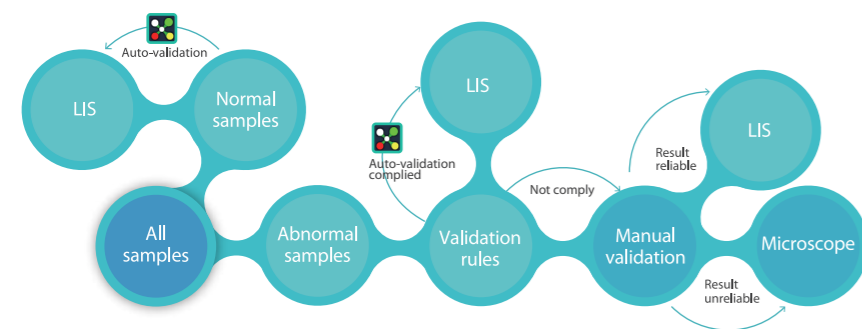 Auto-validation
LIS
Normal
samples
LIS
Auto-validation
complied
LIS
Result
reliable
Not comply
All
samples
Abnormal
samples
Validation
rules
Manual
validation
Microscope
Result
unreliable